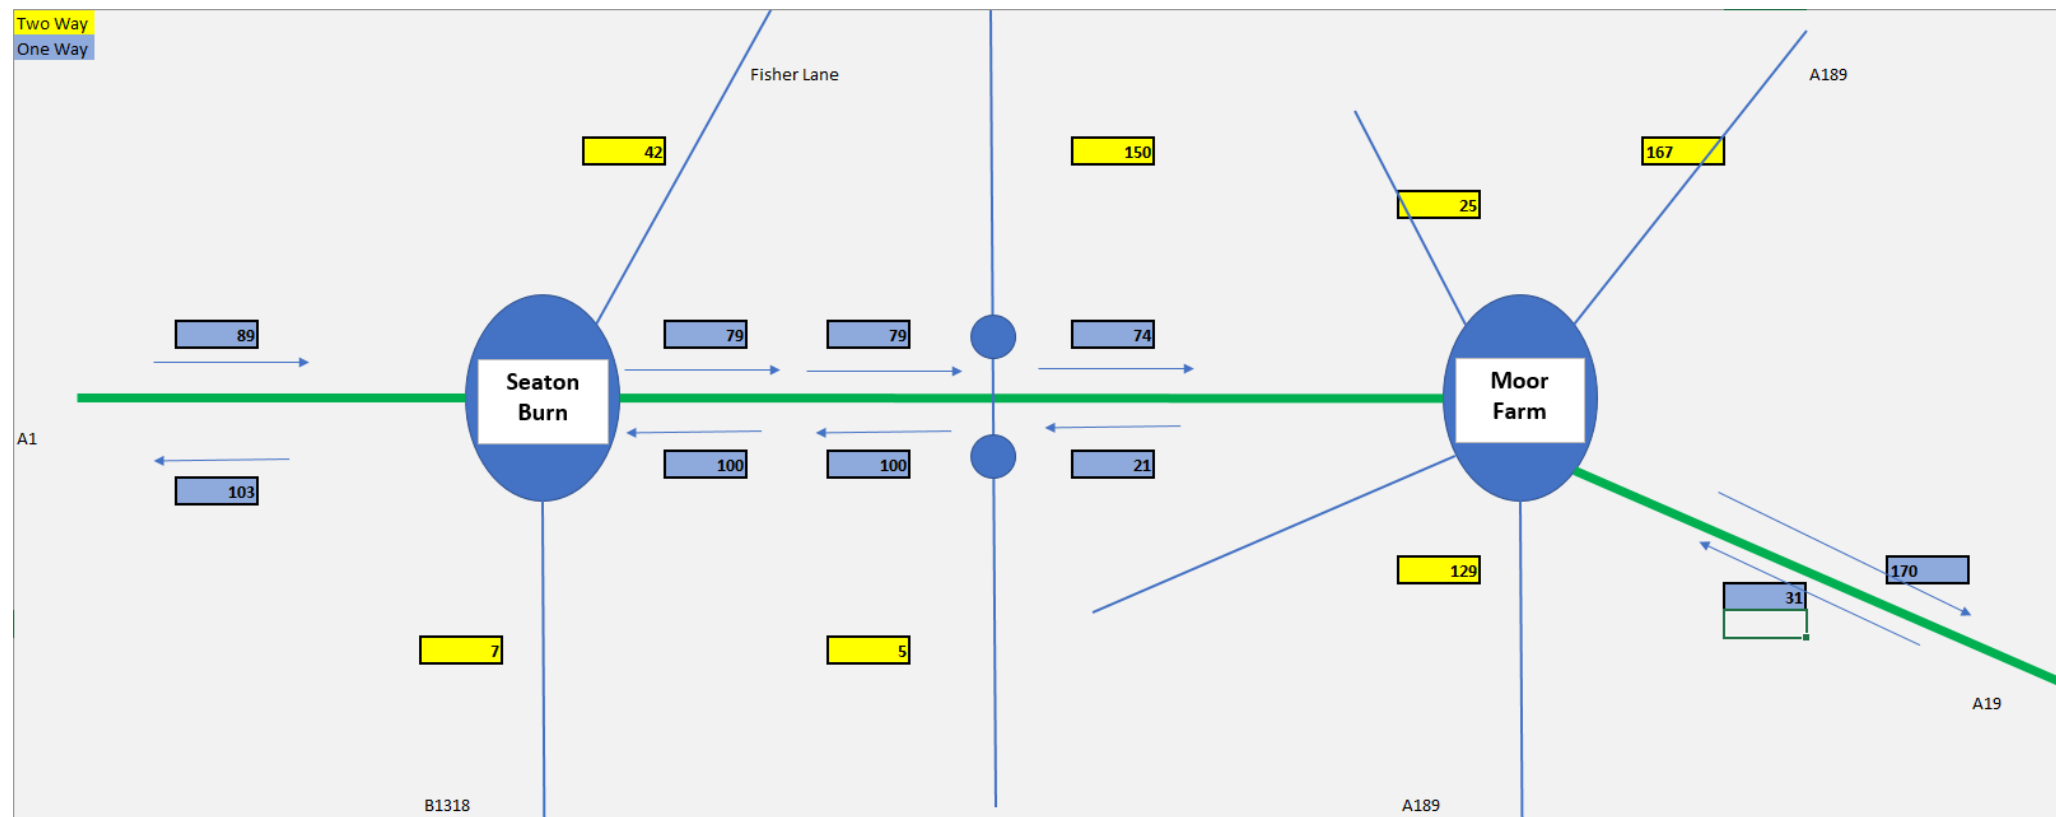 Two Way
One Way
Fisher Lane
A189
42
150
167
25
89
79
79
74
Seaton
Burn
Moor
Farm
A1
103
100
100
21
129
170
31
7
5
A19
B1318
A189